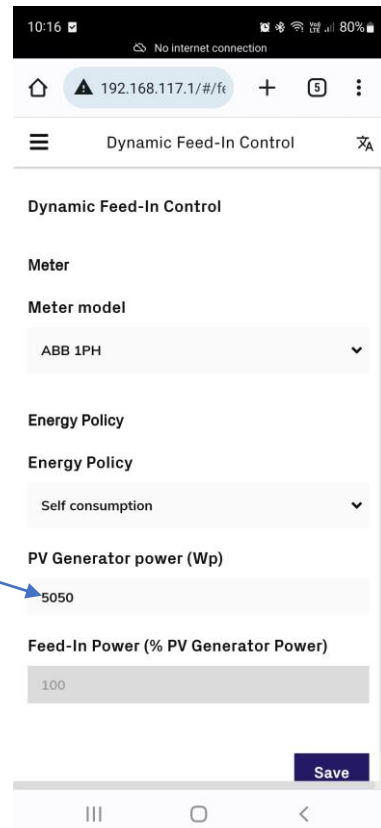 10:16 80%
No internet connection
192.168.117.1/#/fe 5
Dynamic Feed-In Control
Dynamic Feed-In Control
Meter
Meter model
ABB 1PH
Energy Policy
Energy Policy
Self consumption
PV Generator power (Wp)
5050
Feed-In Power (% PV Generator Power)
100
Save